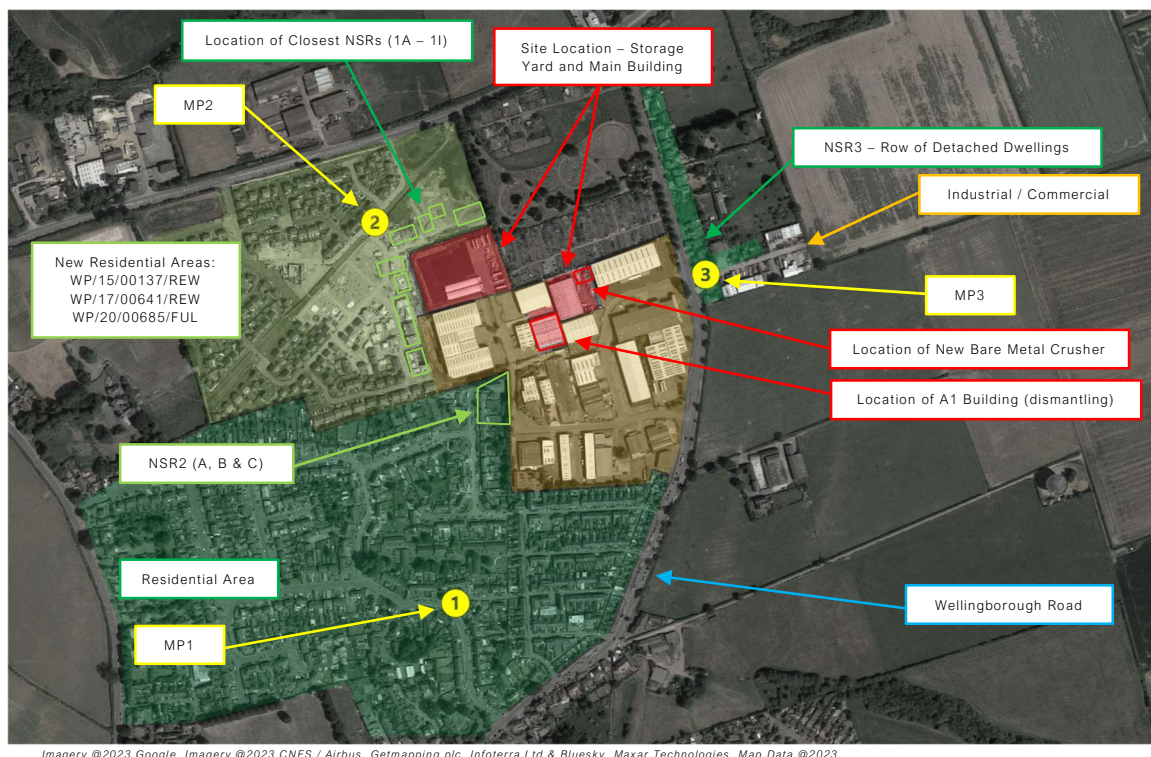 Location of Closest NSRs (1A – 1I)
Site Location – Storage
Yard and Main Building
MP2
NSR3 – Row of Detached Dwellings
Industrial / Commercial
2
New Residential Areas:
WP/15/00137/REW
WP/17/00641/REW
WP/20/00685/FUL
3
MP3
Location of New Bare Metal Crusher
Location of A1 Building (dismantling)
NSR2 (A, B & C)
Residential Area
1
Wellingborough Road
MP1
Imagery @2023 Google, Imagery @2023 CNES / Airbus, Getmapping plc, Infoterra Ltd & Bluesky, Maxar Technologies, Map Data @2023